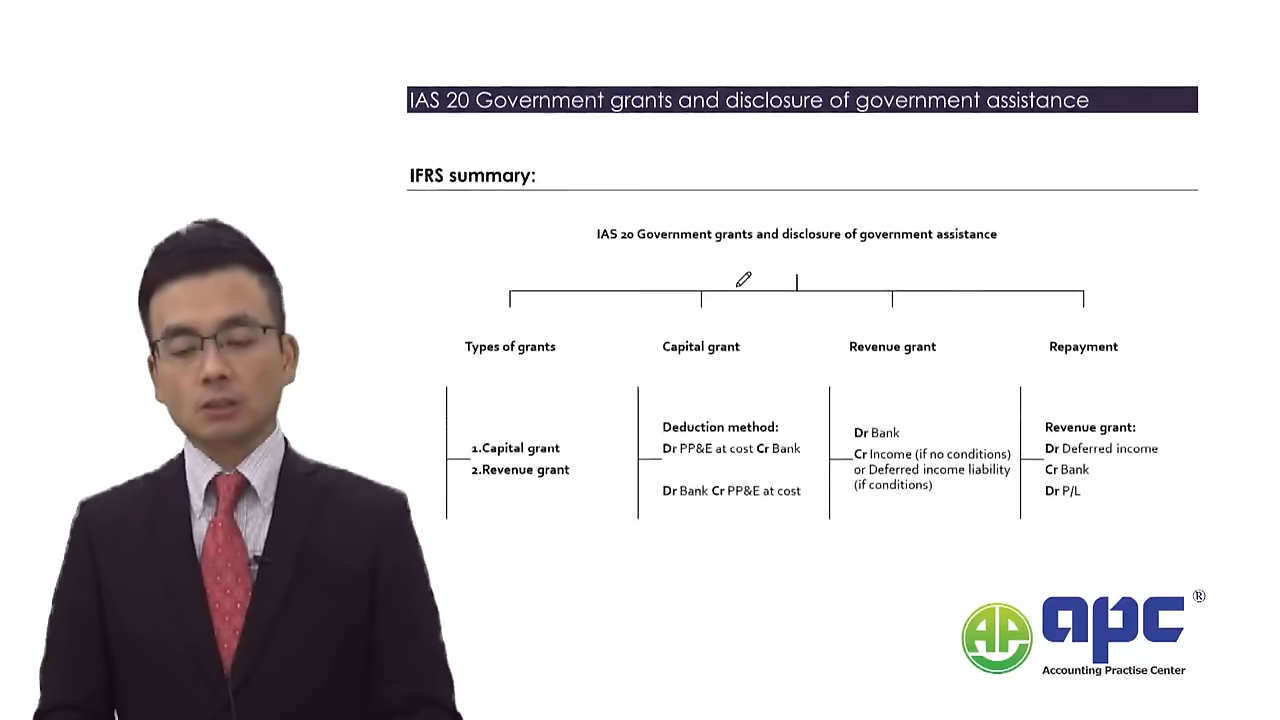 IAS 20 Government grants and disclosure of government assistance
IFRS summary:
IAS 20 Government grants and disclosure of government assistance
Types of grants
1.Capital grant
2.Revenue grant
Capital grant
Deduction method:
Dr PP&E at cost Cr Bank
Dr Bank Cr PP&E at cost
Revenue grant
Dr Bank
Cr Income (if no conditions)
or Deferred income liability
(if conditions)
Repayment
Revenue grant:
Dr Deferred income
Cr Bank
Dr P/L
AP
apc ®
Accounting Practise Center